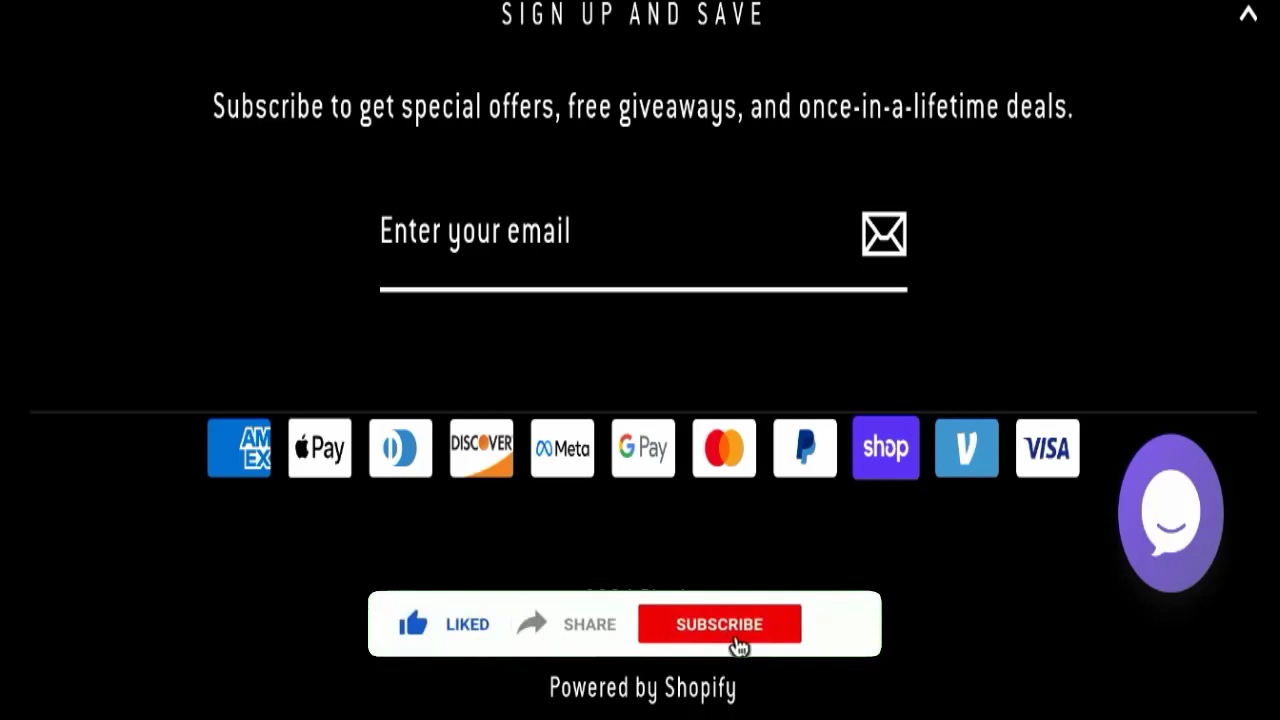 SIGN UP AND SAVE
Subscribe to get special offers, free giveaways, and once-in-a-lifetime deals.
Enter your email
AM EX Pay DISCOVER Meta G Pay shop VISA
LIKED SHARE SUBSCRIBE
Powered by Shopify